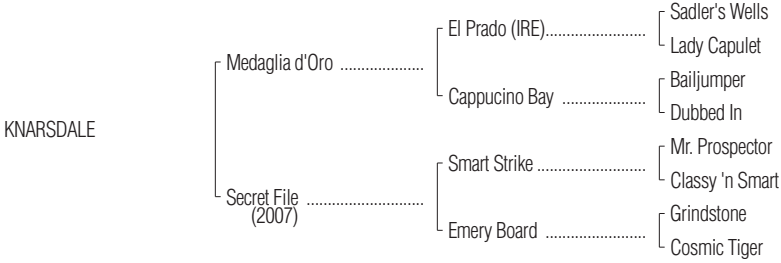 Sadler's Wells
El Prado (IRE)........................
Lady Capulet
Medaglia d'Oro ....................
Bailjumper
Cappucino Bay ....................
Dubbed In
KNARSDALE
Mr. Prospector
Smart Strike ..........................
Classy 'n Smart
Secret File ............................
(2007)
Grindstone
Emery Board ........................
Cosmic Tiger